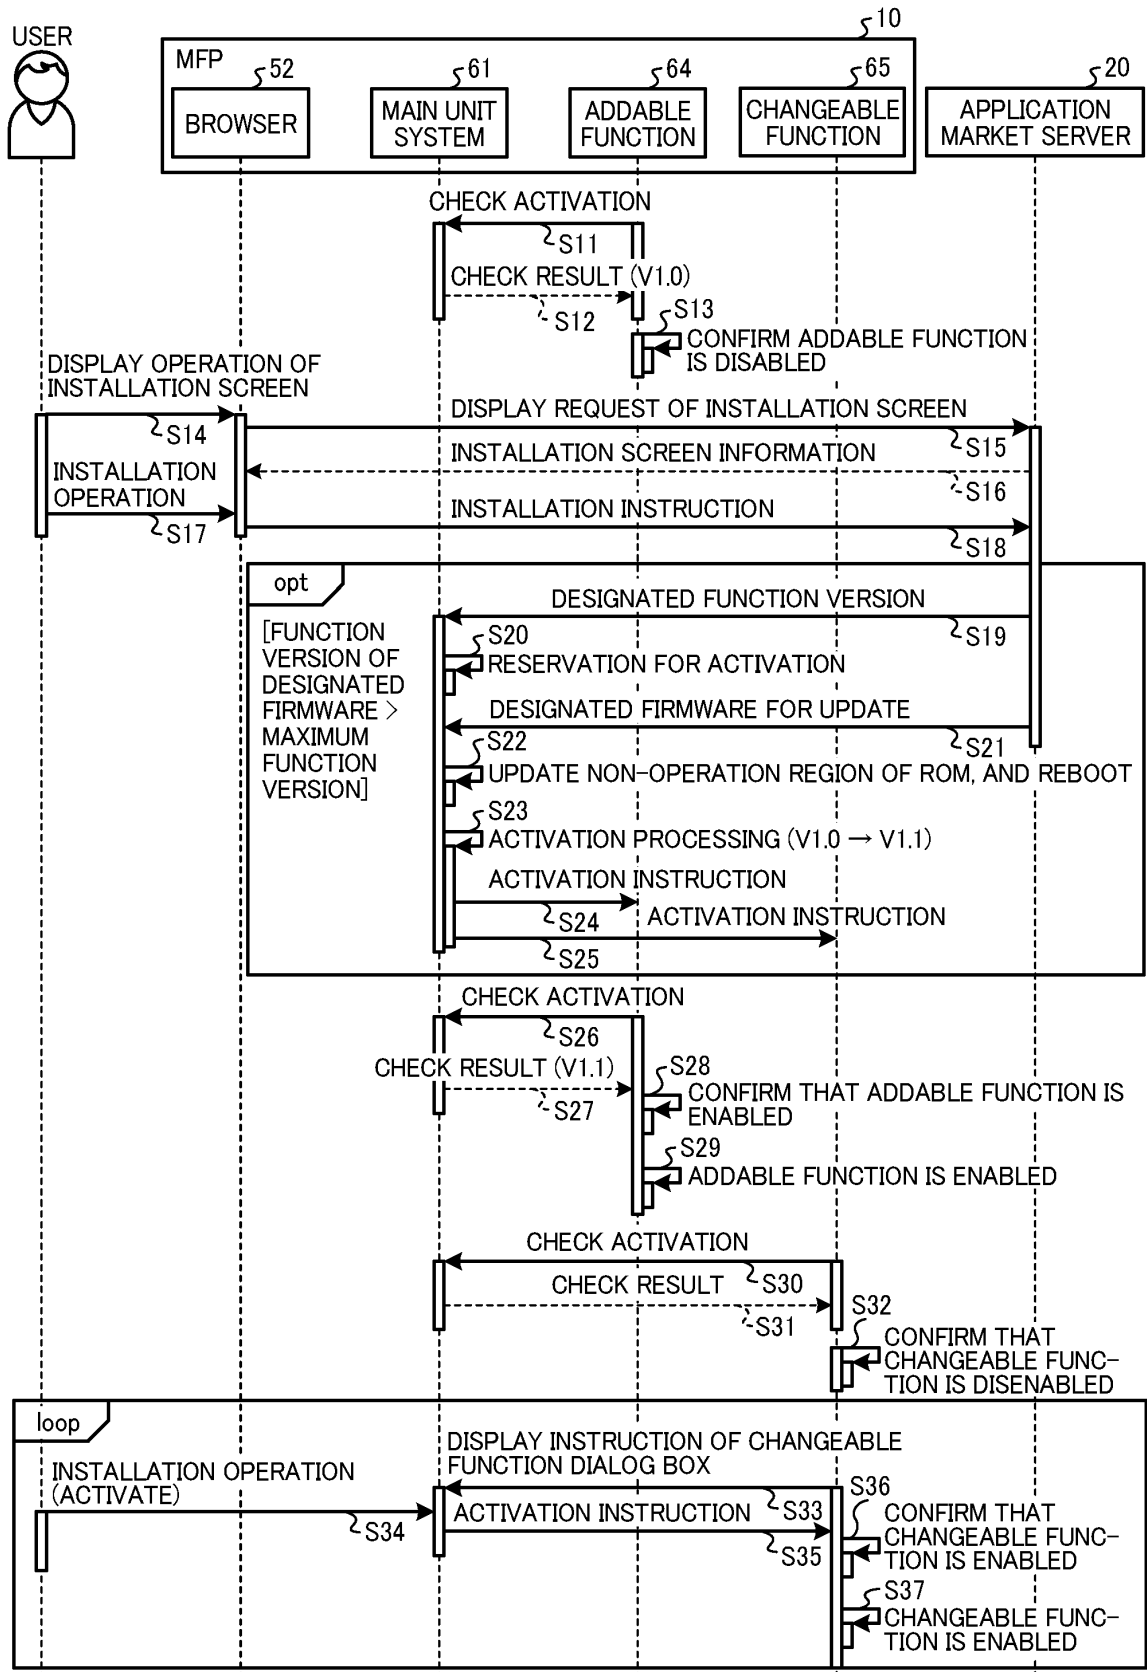 USER
10
MFP
52
61
64
65
20
BROWSER
MAIN UNIT
SYSTEM
ADDABLE
FUNCTION
CHANGEABLE
FUNCTION
APPLICATION
MARKET SERVER
CHECK ACTIVATION
S11
CHECK RESULT (V1.0)
S12
S13
CONFIRM ADDABLE FUNCTION
IS DISABLED
DISPLAY OPERATION OF
INSTALLATION SCREEN
S14
DISPLAY REQUEST OF INSTALLATION SCREEN
S15
INSTALLATION SCREEN INFORMATION
S16
INSTALLATION
OPERATION
S17
INSTALLATION INSTRUCTION
S18
opt
[FUNCTION
VERSION OF
DESIGNATED
FIRMWARE >
MAXIMUM
FUNCTION
VERSION]
DESIGNATED FUNCTION VERSION
S19
S20
RESERVATION FOR ACTIVATION
DESIGNATED FIRMWARE FOR UPDATE
S21
S22
UPDATE NON-OPERATION REGION OF ROM, AND REBOOT
S23
ACTIVATION PROCESSING (V1.0 → V1.1)
ACTIVATION INSTRUCTION
S24
ACTIVATION INSTRUCTION
S25
CHECK ACTIVATION
S26
CHECK RESULT (V1.1)
S27
S28
CONFIRM THAT ADDABLE FUNCTION IS
ENABLED
S29
ADDABLE FUNCTION IS ENABLED
CHECK ACTIVATION
S30
CHECK RESULT
S31
S32
CONFIRM THAT
CHANGEABLE FUNC-
TION IS DISENABLED
loop
DISPLAY INSTRUCTION OF CHANGEABLE
FUNCTION DIALOG BOX
S33
INSTALLATION OPERATION
(ACTIVATE)
S34
ACTIVATION INSTRUCTION
S35
S36
CONFIRM THAT
CHANGEABLE FUNC-
TION IS ENABLED
S37
CHANGEABLE FUNC-
TION IS ENABLED